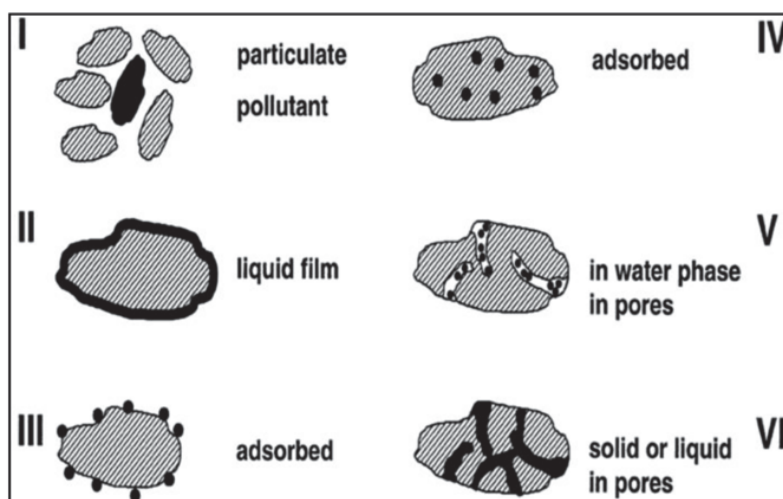 I
particulate
pollutant
IV
adsorbed
II
liquid film
V
in water phase
in pores
III
adsorbed
VI
solid or liquid
in pores